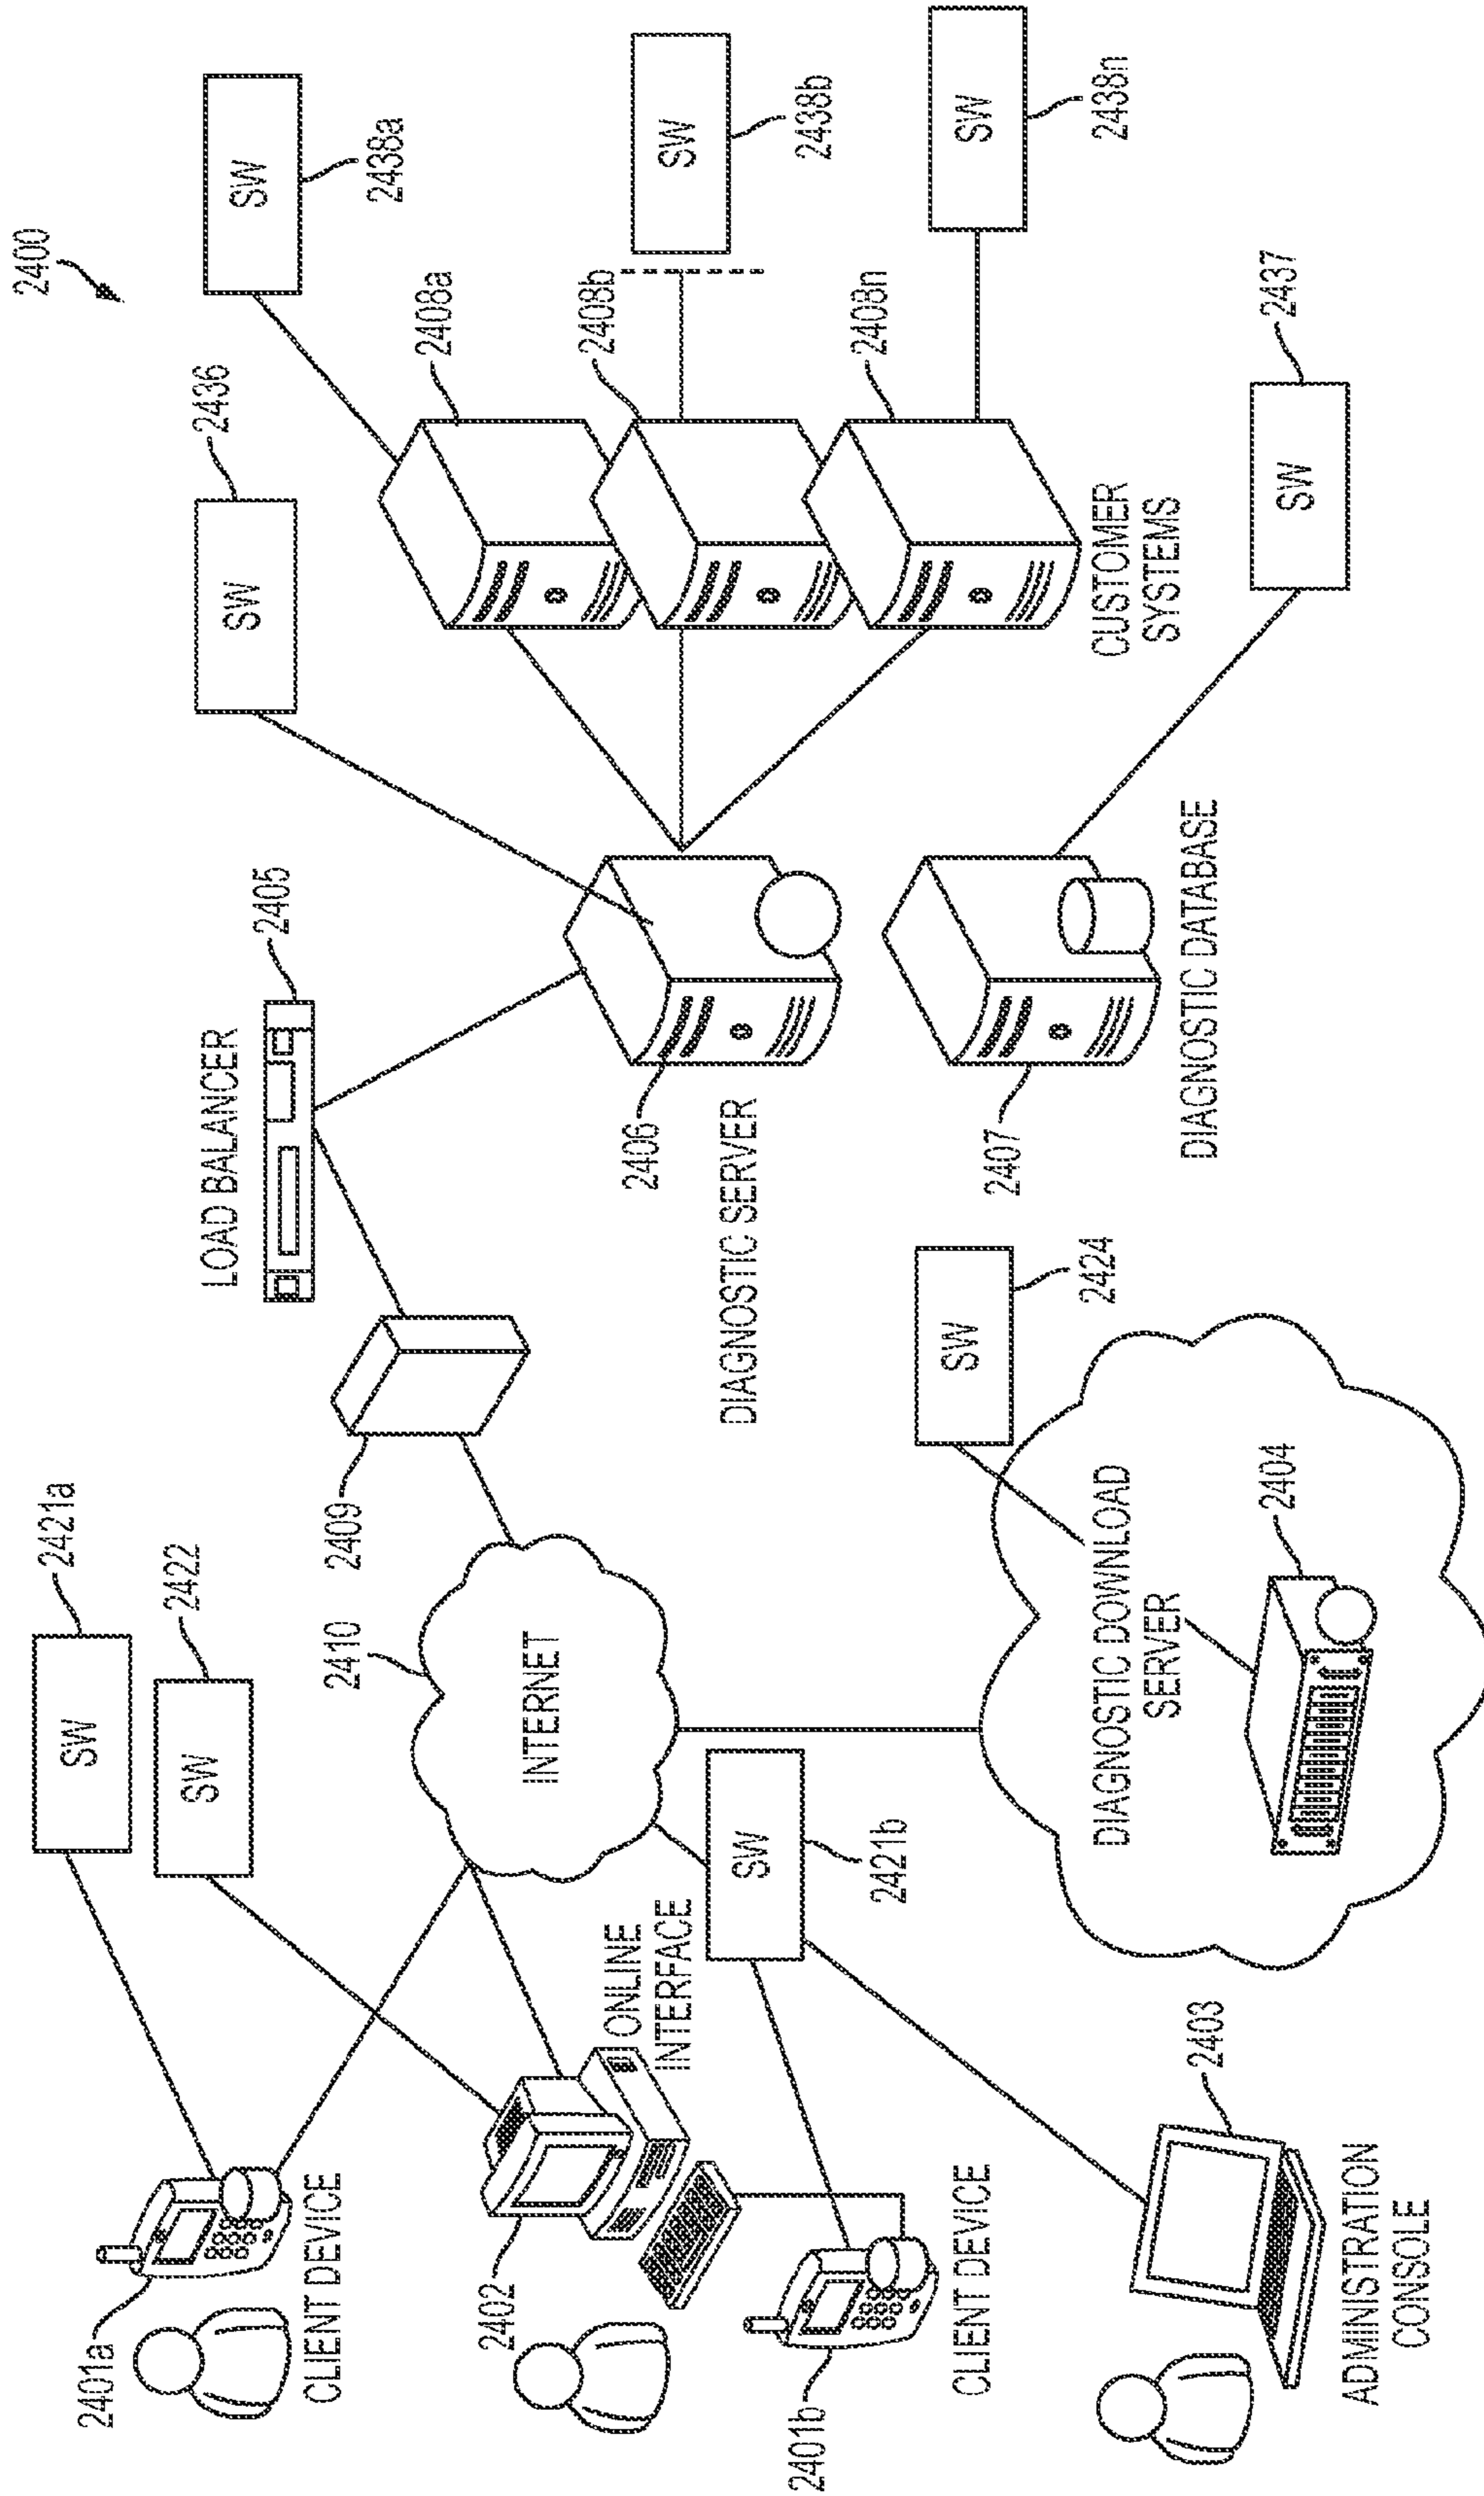 2400
2421a
SW
2422
SW
2401a
CLIENT DEVICE
2402
ONLINE
INTERFACE
2410
INTERNET
2409
LOAD BALANCER
2405
SW
2436
SW
2438a
2408a
2408b
SW
2438b
2408n
SW
2438n
CUSTOMER
SYSTEMS
2406
DIAGNOSTIC SERVER
2407
DIAGNOSTIC DATABASE
SW
2437
SW
2421b
2401b
CLIENT DEVICE
2403
ADMINISTRATION
CONSOLE
SW
2424
DIAGNOSTIC DOWNLOAD
SERVER
2404